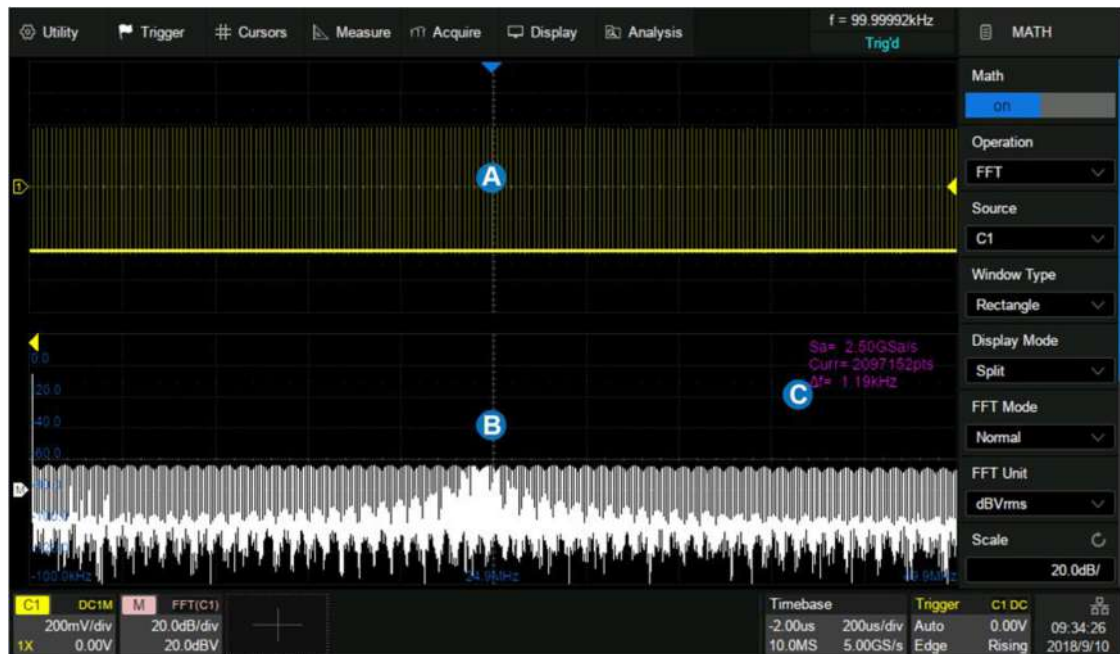 Utility Trigger Cursors Measure Acquire Display Analysis
f = 99.99992kHz
Trig'd
MATH
Math
on
Operation
FFT
Source
C1
Window Type
Rectangle
Display Mode
Split
FFT Mode
Normal
FFT Unit
dBVrms
Scale
20.0dB/
A
1
Sa= 2.50GSa/s
Curr= 2097152pts
Δf= 1.19kHz
0.0
-20.0
C
-40.0
B
-60.0
M
-100.0kHz 24.9MHz
C1 DC1M
200mV/div
1X 0.00V
M FFT(C1)
20.0dB/div
20.0dBV
Timebase
-2.00us 200us/div
10.0MS 5.00GS/s
Trigger C1 DC
Auto 0.00V
Edge Rising
09:34:26
2018/9/10